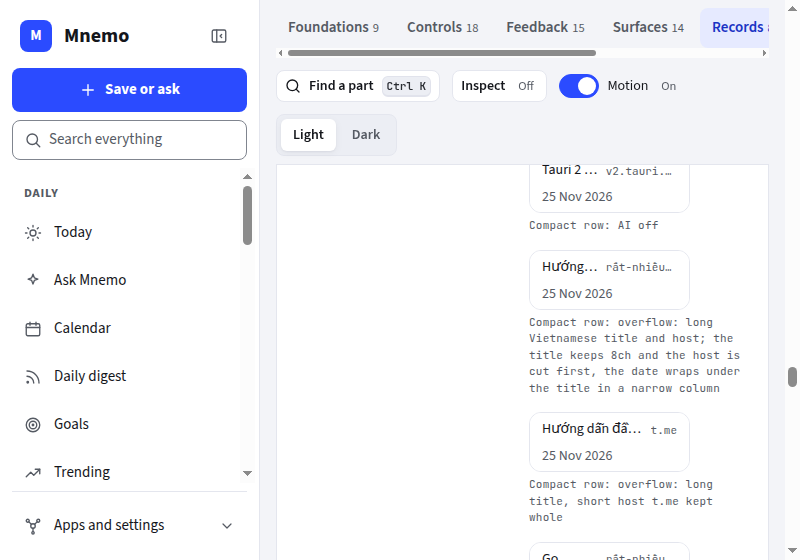 M Mnemo
Save or ask
Search everything
DAILY
Today
Ask Mnemo
Calendar
Daily digest
Goals
Trending
Apps and settings
Foundations 9 Controls 18 Feedback 15 Surfaces 14 Records
Find a part Ctrl K Inspect Off Motion On
Light Dark
Tauri 2 … v2.tauri.…
25 Nov 2026
Compact row: AI off
Hướng… rất-nhiều…
25 Nov 2026
Compact row: overflow: long
Vietnamese title and host; the
title keeps 8ch and the host is
cut first, the date wraps under
the title in a narrow column
Hướng dẫn đầ… t.me
25 Nov 2026
Compact row: overflow: long
title, short host t.me kept
whole
Go… rất-nhiều…